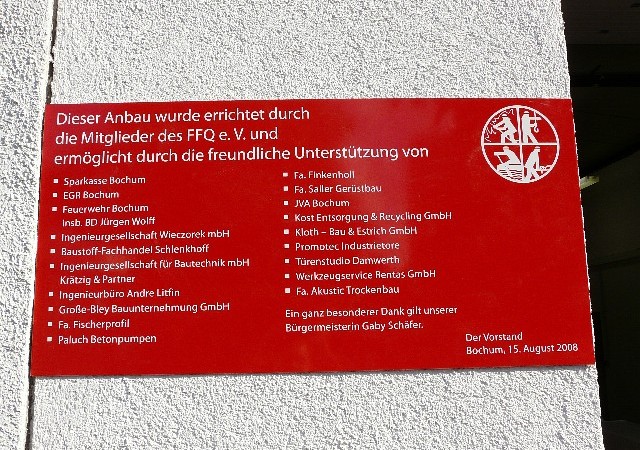 Dieser Anbau wurde errichtet durch
die Mitglieder des FFQ e. V. und
ermöglicht durch die freundliche Unterstützung von
▪ Sparkasse Bochum
▪ EGR Bochum
▪ Feuerwehr Bochum
Insb. BD Jürgen Wolff
▪ Ingenieurgesellschaft Wieczorek mbH
▪ Baustoff-Fachhandel Schlenkhoff
▪ Ingenieurgesellschaft für Bautechnik mbH
Krätzig & Partner
▪ Ingenieurbüro Andre Litfin
▪ Große-Bley Bauunternehmung GmbH
▪ Fa. Fischerprofil
▪ Paluch Betonpumpen
▪ Fa. Finkenholl
▪ Fa. Saller Gerüstbau
▪ JVA Bochum
▪ Kost Entsorgung & Recycling GmbH
▪ Kloth – Bau & Estrich GmbH
▪ Promotec Industrietore
▪ Türenstudio Damwerth
▪ Werkzeugservice Rentas GmbH
▪ Fa. Akustic Trockenbau
Ein ganz besonderer Dank gilt unserer
Bürgermeisterin Gaby Schäfer.
Der Vorstand
Bochum, 15. August 2008